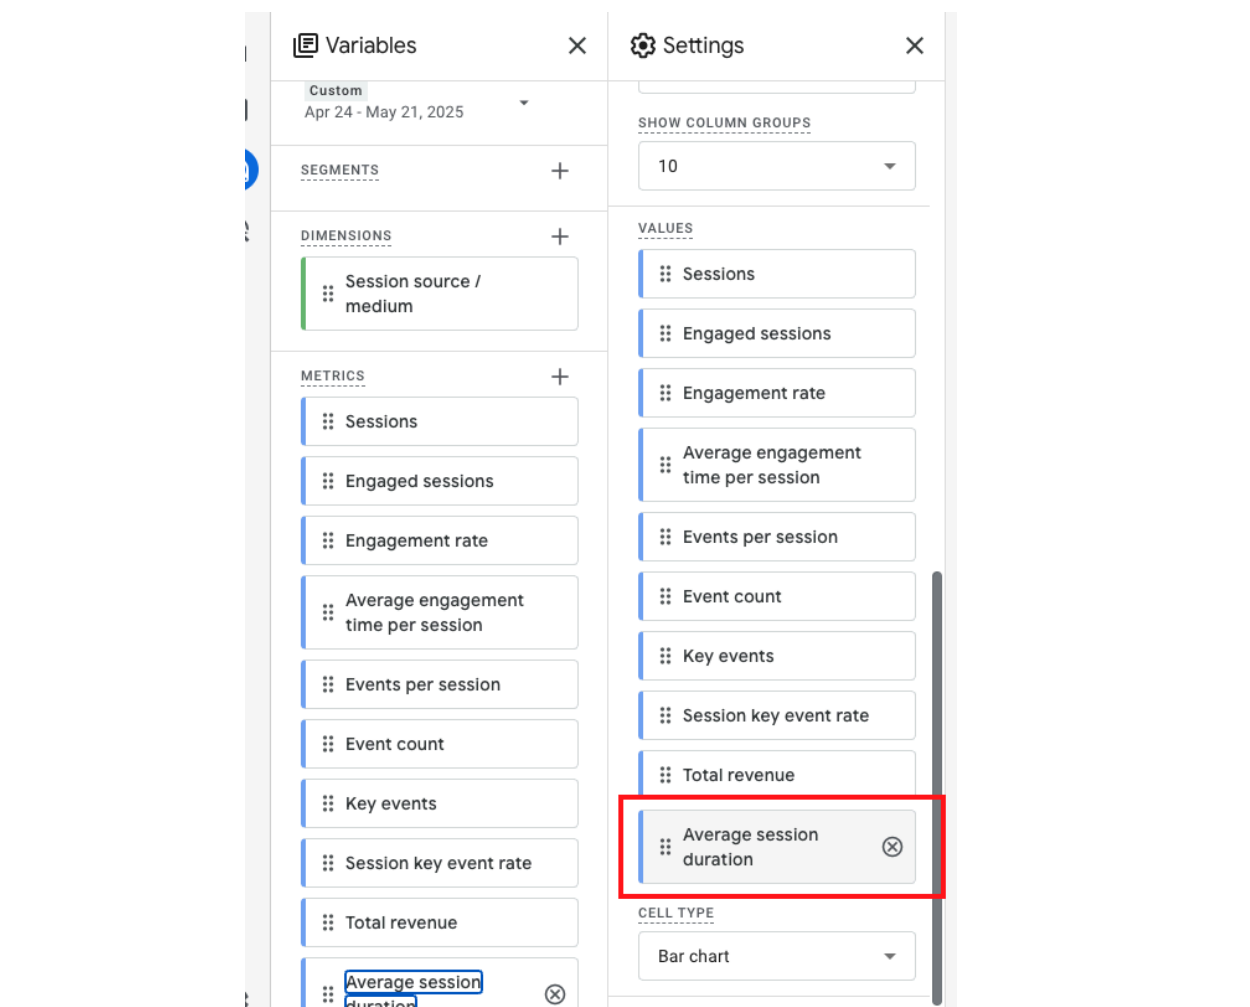 Variables
Custom
Apr 24 - May 21, 2025
SEGMENTS
DIMENSIONS
Session source /
medium
METRICS
Sessions
Engaged sessions
Engagement rate
Average engagement
time per session
Events per session
Event count
Key events
Session key event rate
Total revenue
Average session
duration
Settings
SHOW COLUMN GROUPS
10
VALUES
Sessions
Engaged sessions
Engagement rate
Average engagement
time per session
Events per session
Event count
Key events
Session key event rate
Total revenue
Average session
duration
CELL TYPE
Bar chart